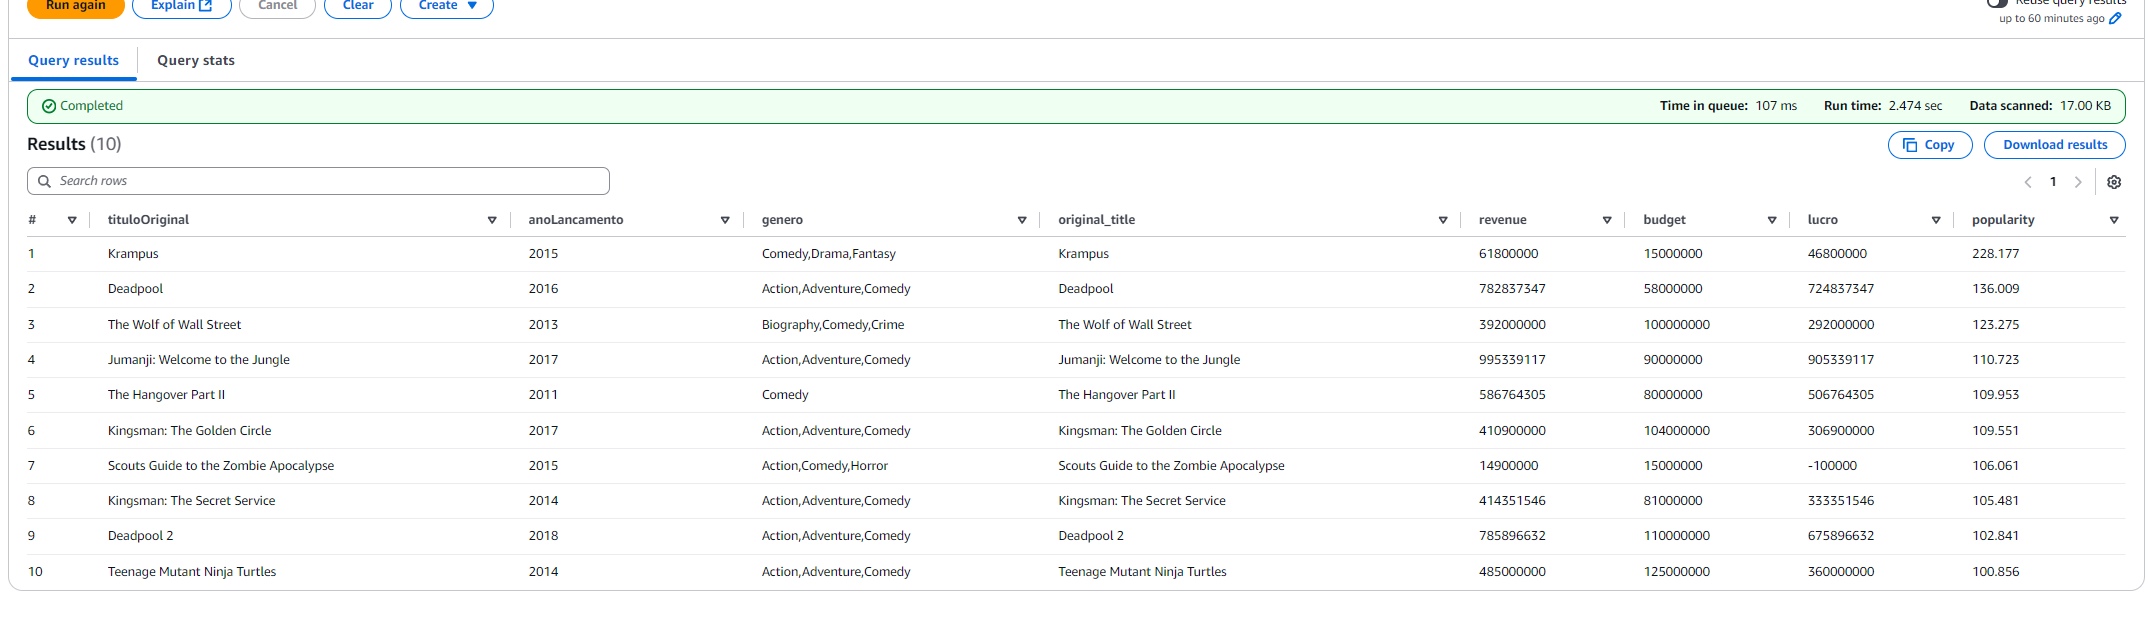 Run again Explain Cancel Clear Create Reuse query results
up to 60 minutes ago
Query results Query stats
Completed Time in queue: 107 ms Run time: 2.474 sec Data scanned: 17.00 KB
Results (10) Copy Download results
Search rows 1
# tituloOriginal anoLancamento genero original_title revenue budget lucro popularity
1 Krampus 2015 Comedy,Drama,Fantasy Krampus 61800000 15000000 46800000 228.177
2 Deadpool 2016 Action,Adventure,Comedy Deadpool 782837347 58000000 724837347 136.009
3 The Wolf of Wall Street 2013 Biography,Comedy,Crime The Wolf of Wall Street 392000000 100000000 292000000 123.275
4 Jumanji: Welcome to the Jungle 2017 Action,Adventure,Comedy Jumanji: Welcome to the Jungle 995339117 90000000 905339117 110.723
5 The Hangover Part II 2011 Comedy The Hangover Part II 586764305 80000000 506764305 109.953
6 Kingsman: The Golden Circle 2017 Action,Adventure,Comedy Kingsman: The Golden Circle 410900000 104000000 306900000 109.551
7 Scouts Guide to the Zombie Apocalypse 2015 Action,Comedy,Horror Scouts Guide to the Zombie Apocalypse 14900000 15000000 -100000 106.061
8 Kingsman: The Secret Service 2014 Action,Adventure,Comedy Kingsman: The Secret Service 414351546 81000000 333351546 105.481
9 Deadpool 2 2018 Action,Adventure,Comedy Deadpool 2 785896632 110000000 675896632 102.841
10 Teenage Mutant Ninja Turtles 2014 Action,Adventure,Comedy Teenage Mutant Ninja Turtles 485000000 125000000 360000000 100.856